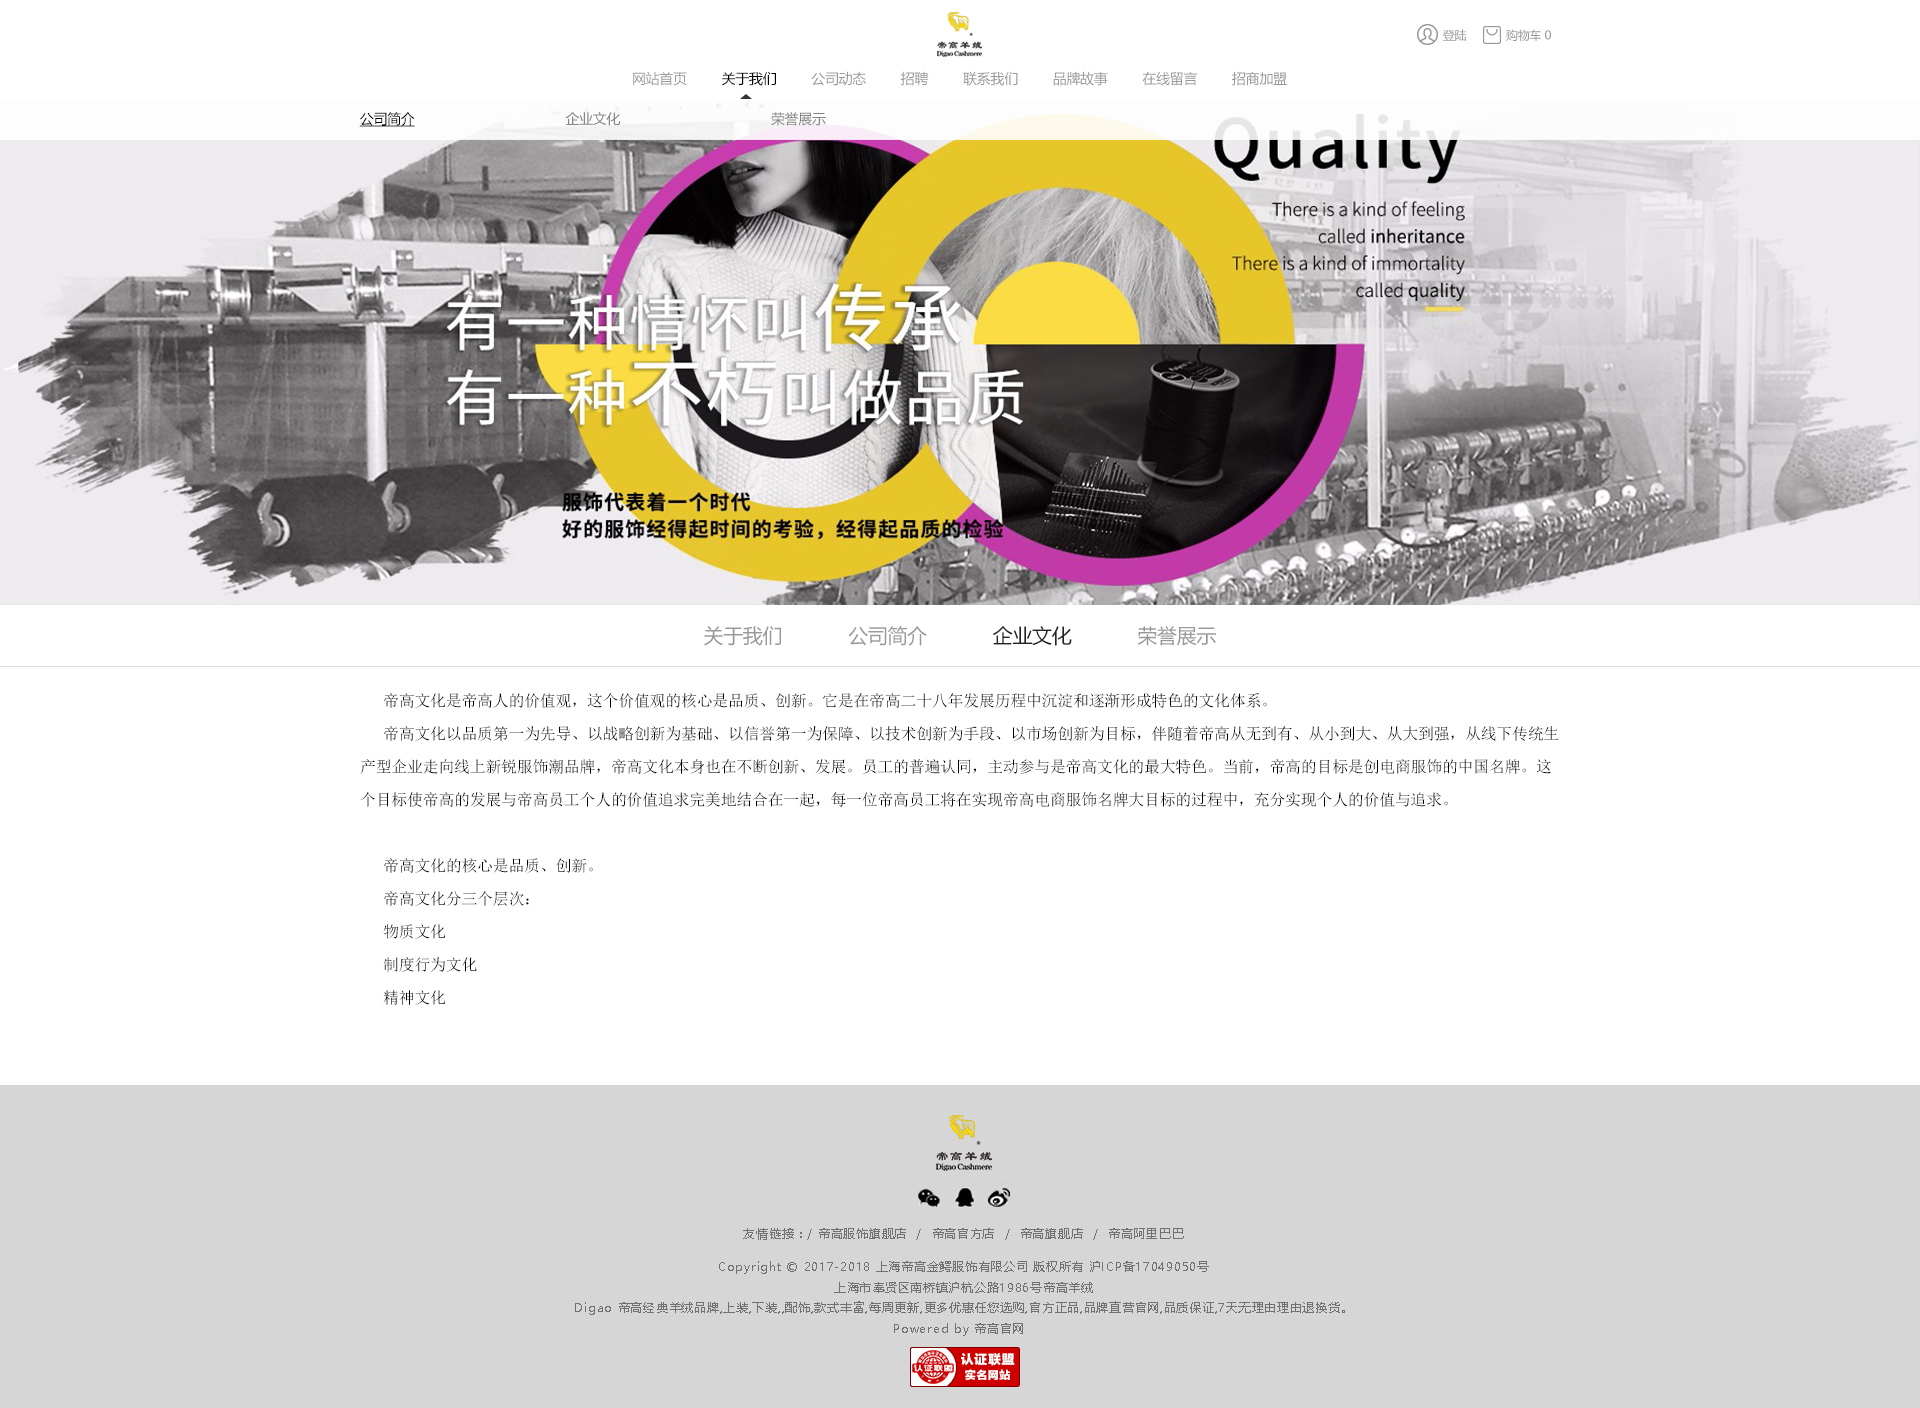 帝高羊绒
Digao Cashmere
登陆
购物车 0
网站首页
关于我们
公司动态
招聘
联系我们
品牌故事
在线留言
招商加盟
公司简介
企业文化
荣誉展示
Quality
There is a kind of feeling
called inheritance
There is a kind of immortality
called quality
有一种情怀叫传承
有一种不朽叫做品质
服饰代表着一个时代
好的服饰经得起时间的考验，经得起品质的检验
关于我们
公司简介
企业文化
荣誉展示
帝高文化是帝高人的价值观，这个价值观的核心是品质、创新。它是在帝高二十八年发展历程中沉淀和逐渐形成特色的文化体系。
帝高文化以品质第一为先导、以战略创新为基础、以信誉第一为保障、以技术创新为手段、以市场创新为目标，伴随着帝高从无到有、从小到大、从大到强，从线下传统生
产型企业走向线上新锐服饰潮品牌，帝高文化本身也在不断创新、发展。员工的普遍认同，主动参与是帝高文化的最大特色。当前，帝高的目标是创电商服饰的中国名牌。这
个目标使帝高的发展与帝高员工个人的价值追求完美地结合在一起，每一位帝高员工将在实现帝高电商服饰名牌大目标的过程中，充分实现个人的价值与追求。
帝高文化的核心是品质、创新。
帝高文化分三个层次：
物质文化
制度行为文化
精神文化
帝高羊绒
Digao Cashmere
友情链接：/ 帝高服饰旗舰店 / 帝高官方店 / 帝高旗舰店 / 帝高阿里巴巴
Copyright © 2017-2018 上海帝高金鳄服饰有限公司 版权所有 沪ICP备17049050号
上海市奉贤区南桥镇沪杭公路1986号帝高羊绒
Digao 帝高经典羊绒品牌,上装,下装,,配饰,款式丰富,每周更新,更多优惠任您选购,官方正品,品牌直营官网,品质保证,7天无理由理由退换货。
Powered by 帝高官网
认证联盟
认证联盟
实名网站